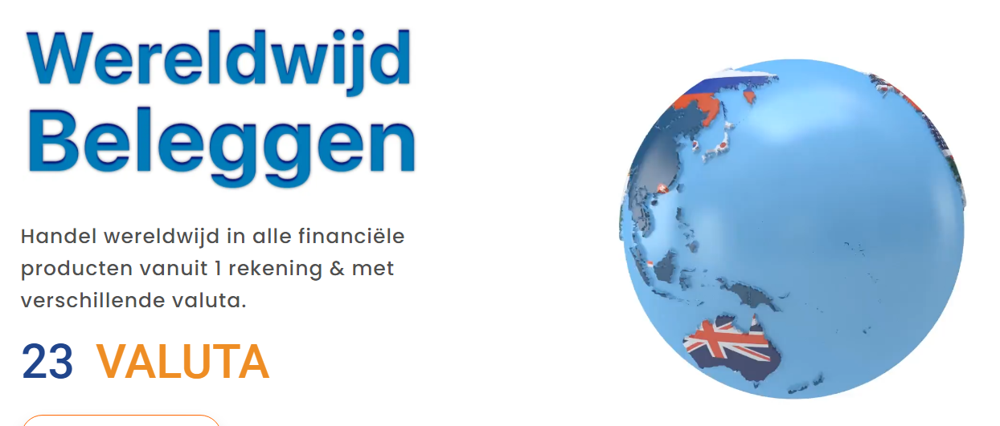 Wereldwijd
Beleggen
Handel wereldwijd in alle financiële
producten vanuit 1 rekening & met
verschillende valuta.
23 VALUTA